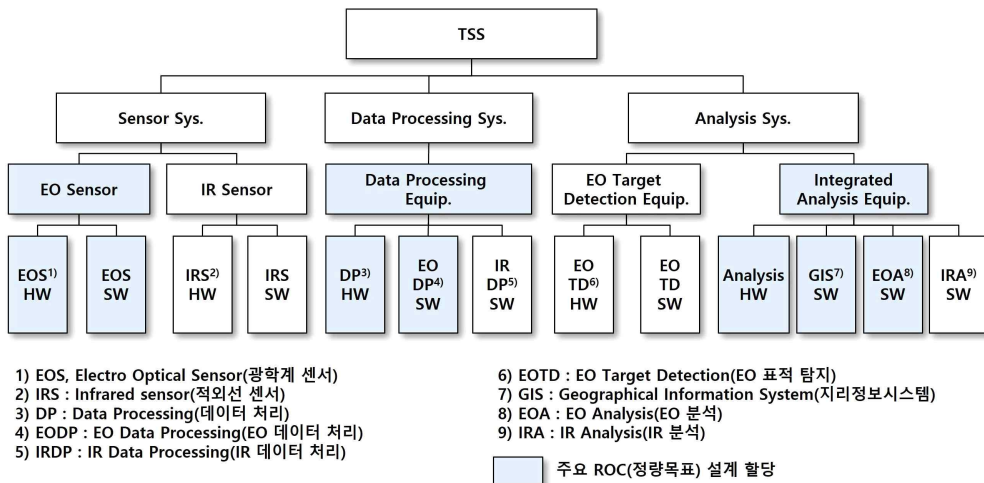 TSS
Sensor Sys.
Data Processing Sys.
Analysis Sys.
EO Sensor
IR Sensor
Data Processing
Equip.
EO Target
Detection Equip.
Integrated
Analysis Equip.
EOS1)
HW
EOS
SW
IRS2)
HW
IRS
SW
DP3)
HW
EO
DP4)
SW
IR
DP5)
SW
EO
TD6)
HW
EO
TD
SW
Analysis
HW
GIS7)
SW
EOA8)
SW
IRA9)
SW
1) EOS, Electro Optical Sensor(광학계 센서)
2) IRS : Infrared sensor(적외선 센서)
3) DP : Data Processing(데이터 처리)
4) EODP : EO Data Processing(EO 데이터 처리)
5) IRDP : IR Data Processing(IR 데이터 처리)
6) EOTD : EO Target Detection(EO 표적 탐지)
7) GIS : Geographical Information System(지리정보시스템)
8) EOA : EO Analysis(EO 분석)
9) IRA : IR Analysis(IR 분석)
주요 ROC(정량목표) 설계 할당